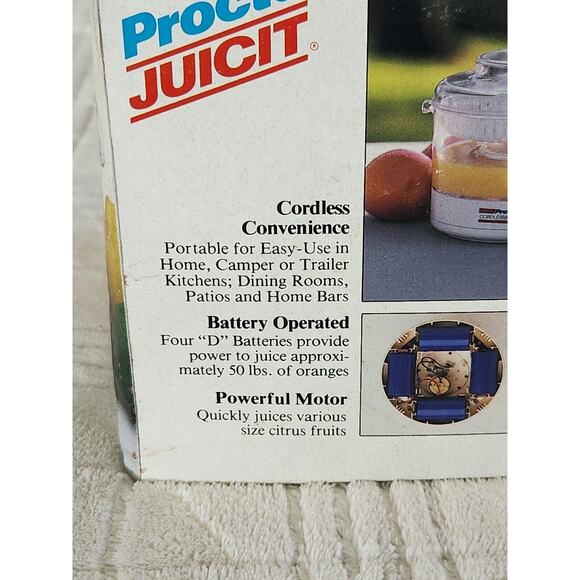 JUICIT®
Cordless
Convenience
Portable for Easy-Use in
Home, Camper or Trailer
Kitchens; Dining Rooms,
Patios and Home Bars
Battery Operated
Four “D” Batteries provide
power to juice approxi-
mately 50 lbs. of oranges
Powerful Motor
Quickly juices various
size citrus fruits